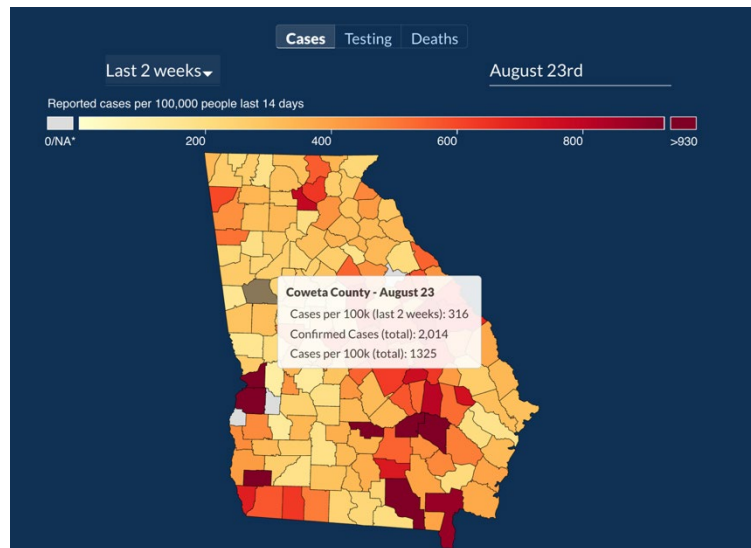 Cases Testing Deaths
Last 2 weeks August 23rd
Reported cases per 100,000 people last 14 days
0/NA* 200 400 600 800 >930
Coweta County - August 23
Cases per 100k (last 2 weeks): 316
Confirmed Cases (total): 2,014
Cases per 100k (total): 1325